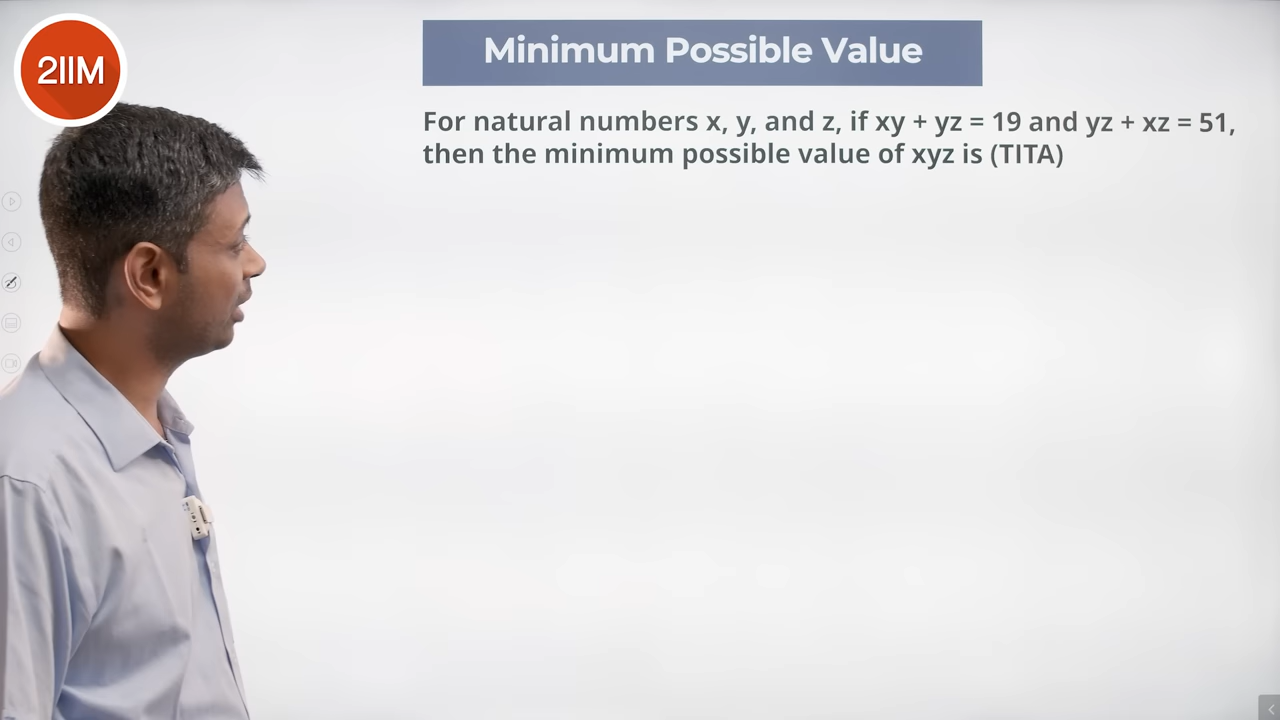 2IIM
Minimum Possible Value
For natural numbers x, y, and z, if xy + yz = 19 and yz + xz = 51,
then the minimum possible value of xyz is (TITA)